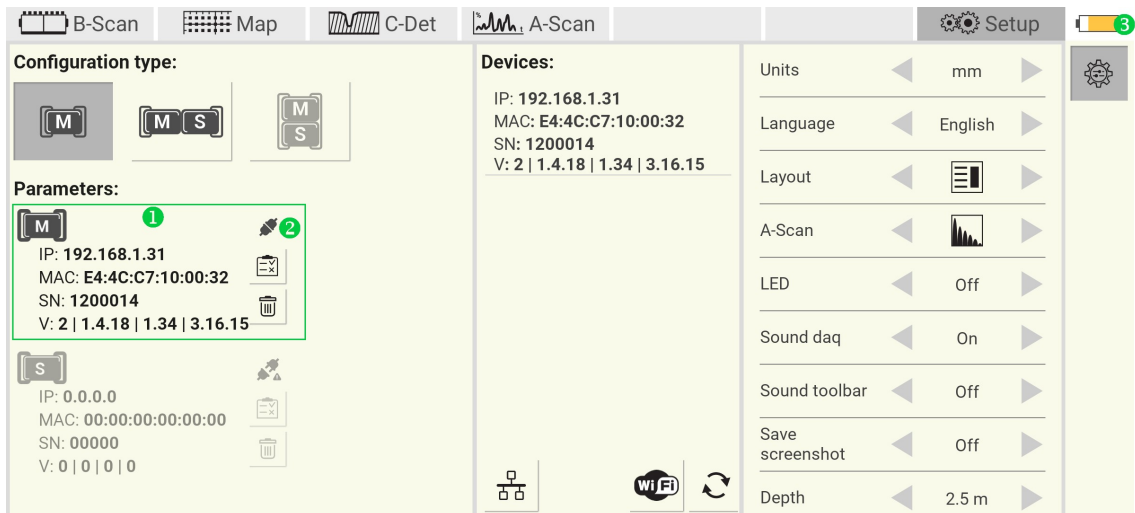 B-Scan
Map
C-Det
A-Scan
Setup
3
Configuration type:
M
M S
M
S
Parameters:
M
1
2
IP: 192.168.1.31
MAC: E4:4C:C7:10:00:32
SN: 1200014
V: 2 | 1.4.18 | 1.34 | 3.16.15
S
IP: 0.0.0.0
MAC: 00:00:00:00:00:00
SN: 00000
V: 0 | 0 | 0 | 0
Devices:
IP: 192.168.1.31
MAC: E4:4C:C7:10:00:32
SN: 1200014
V: 2 | 1.4.18 | 1.34 | 3.16.15
WiFi
Units mm
Language English
Layout
A-Scan
LED Off
Sound daq On
Sound toolbar Off
Save
screenshot Off
Depth 2.5 m